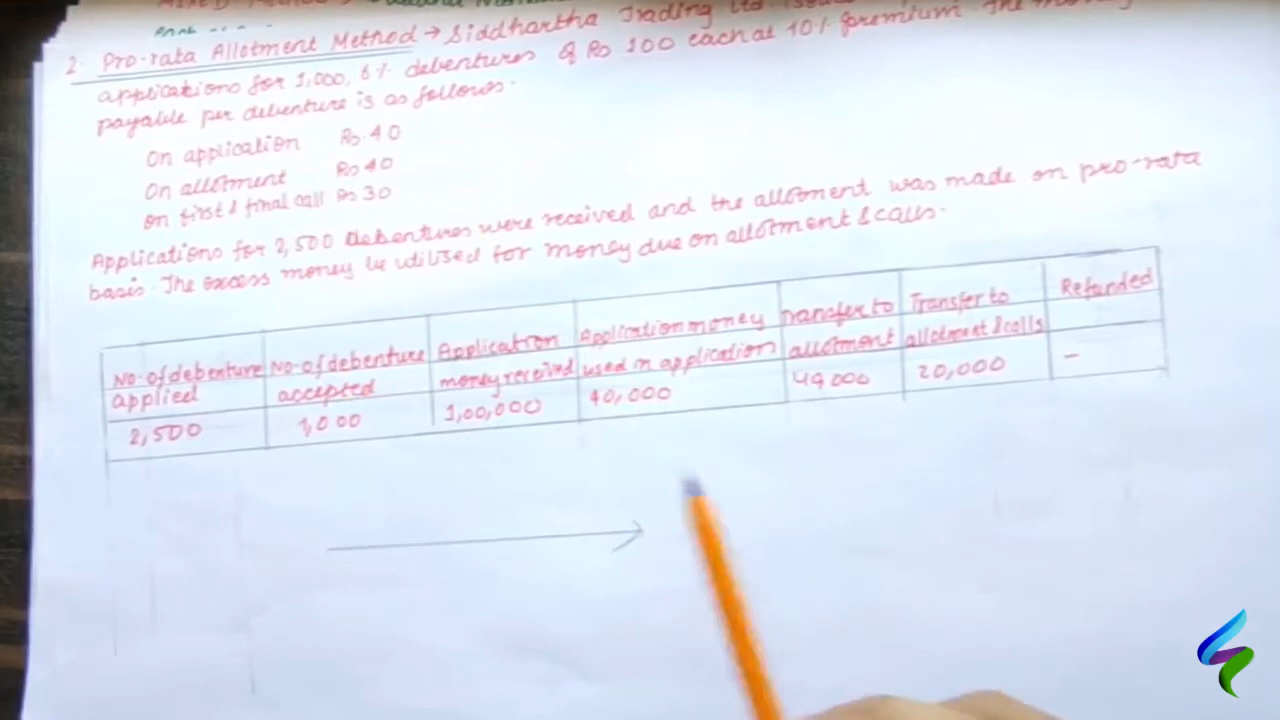 2. Pro-rata Allotment Method → Siddhartha Trading Ltd.
applications for 1,000, 6% debentures of Rs 100 each at 10% premium. The money
payable per debenture is as follows-
On application Rs. 40
On allotment Rs 40
on first & final call Rs 30
Applications for 2,500 Debentures were received and the allotment was made on pro-rata
basis. The excess money be utilised for money due on allotment & calls.
No. of debenture applied | No. of debenture accepted | Application money received | Application money used in application | Transfer to allotment | Transfer to allotment & calls | Refunded
2,500 | 1,000 | 1,00,000 | 40,000 | 40,000 | 20,000 | -